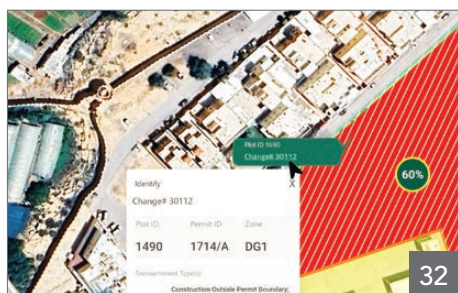 Plot ID 1490
Change# 30112
60%
Identify X
Change# 30112
Plot ID. Permit ID Zone
1490 1714/A DG1
Encroachment Type(s)
Construction Outside Permit Boundary;
32